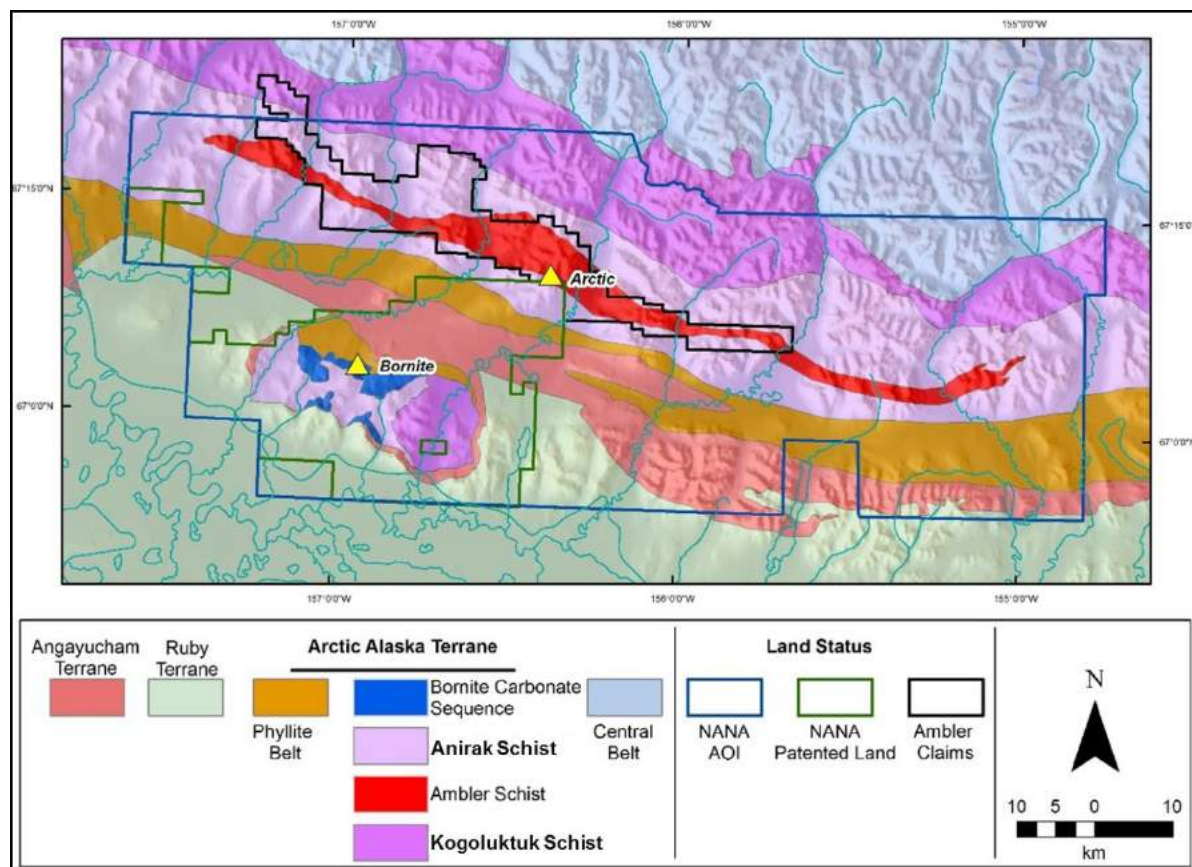 157°0'0"W
156°0'0"W
155°0'0"W
67°15'0"N
67°15'0"N
Arctic
Bornite
67°0'0"N
67°0'0"N
157°0'0"W
156°0'0"W
155°0'0"W
Angayucham
Terrane
Ruby
Terrane
Arctic Alaska Terrane
Phyllite
Belt
Bornite Carbonate
Sequence
Anirak Schist
Ambler Schist
Kogoluktuk Schist
Central
Belt
Land Status
NANA
AOI
NANA
Patented Land
Ambler
Claims
N
10 5 0 10
km